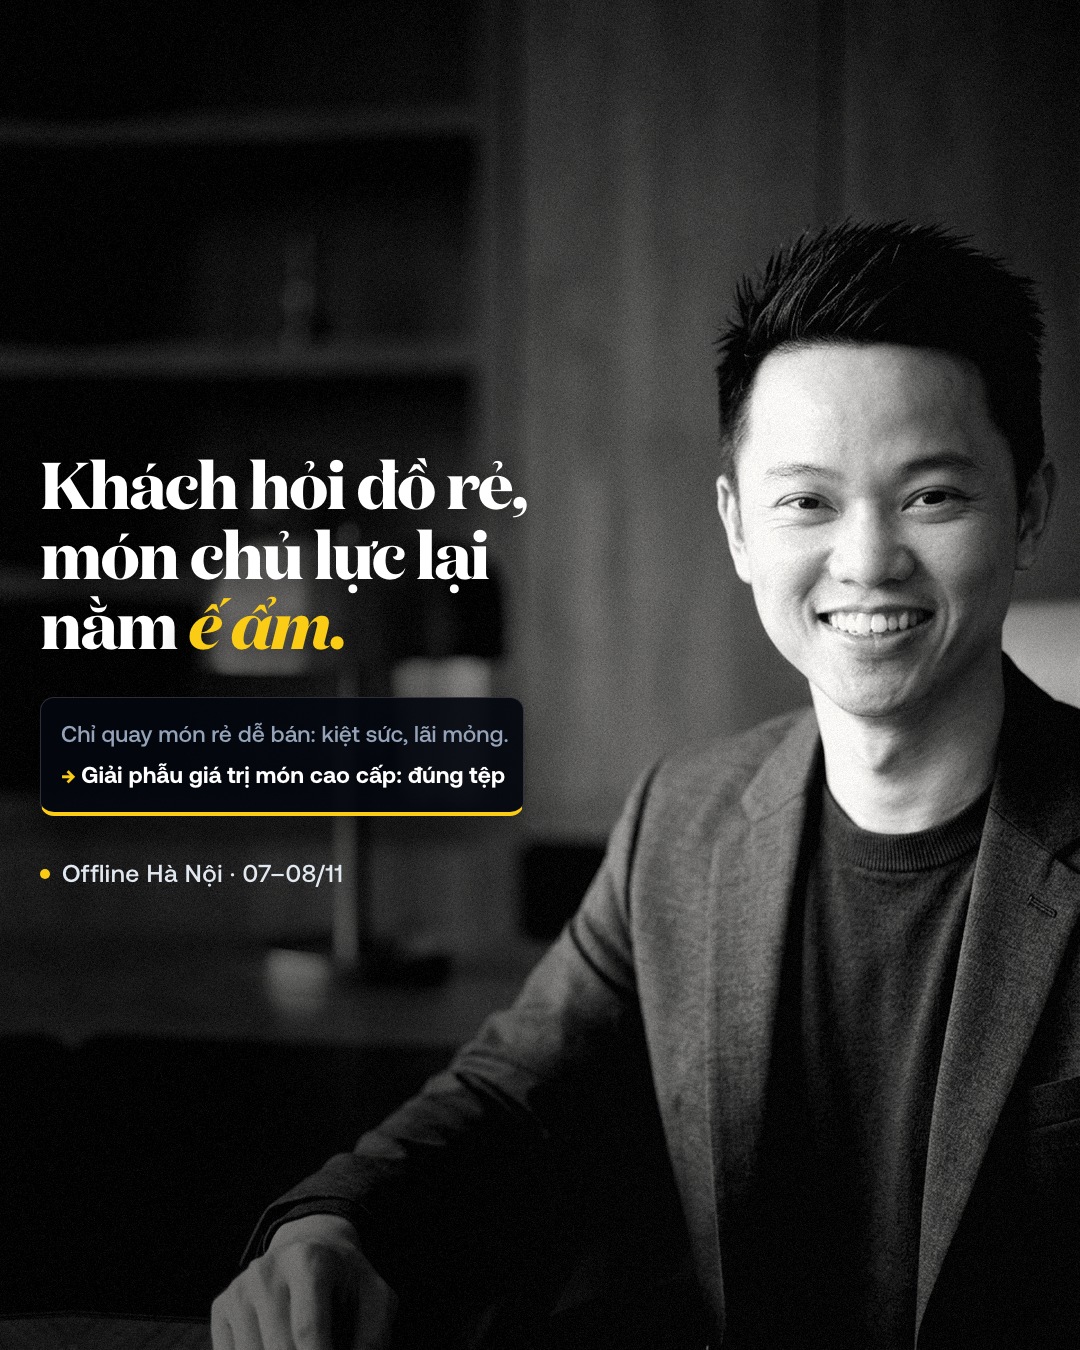 Khách hỏi đồ rẻ,
món chủ lực lại
nằm ế ẩm.
Chỉ quay món rẻ dễ bán: kiệt sức, lãi mỏng.
→ Giải phẫu giá trị món cao cấp: đúng tệp
Offline Hà Nội · 07–08/11